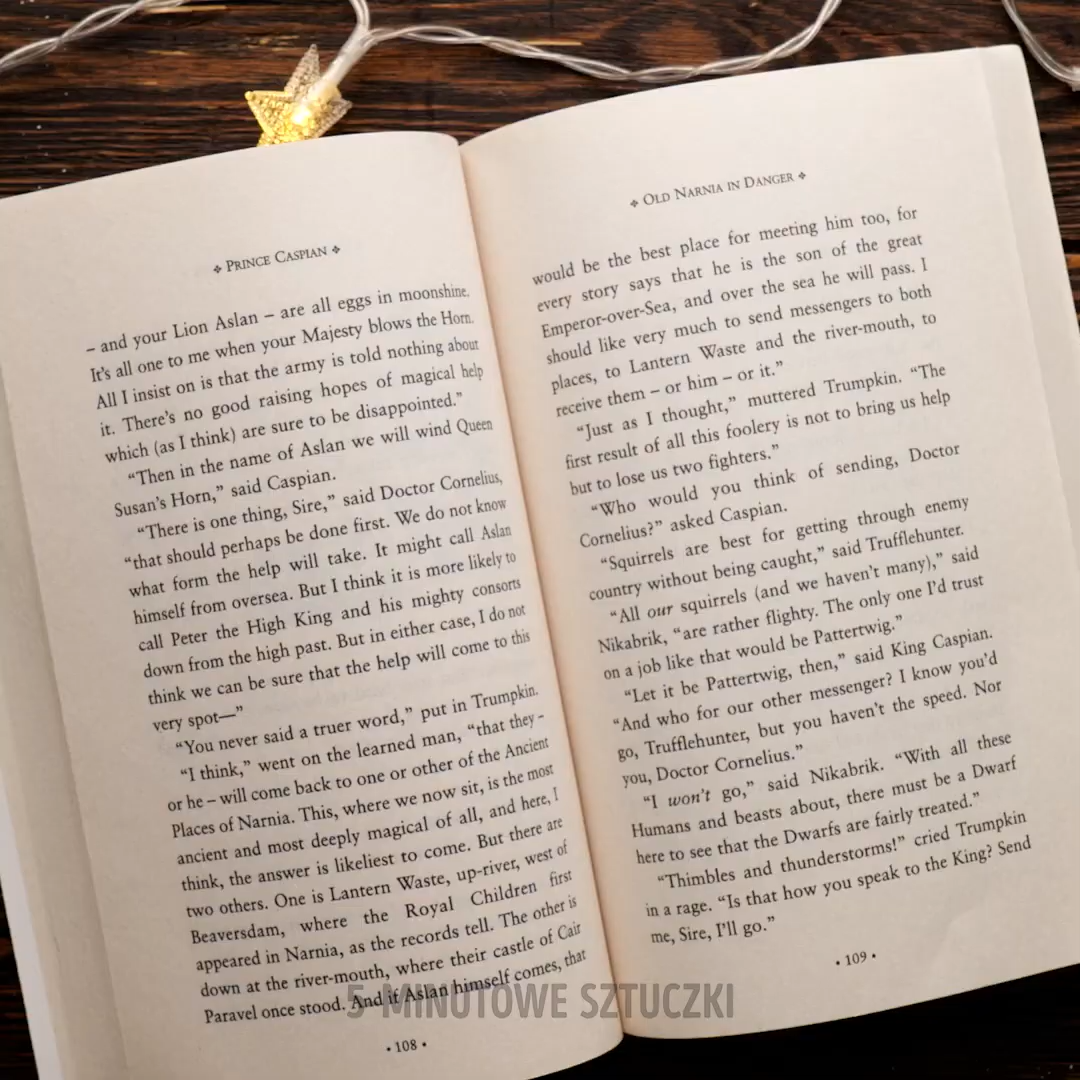 ❖ Prince Caspian ❖
– and your Lion Aslan – are all eggs in moonshine.
It's all one to me when your Majesty blows the Horn.
All I insist on is that the army is told nothing about
it. There's no good raising hopes of magical help
which (as I think) are sure to be disappointed.”
“Then in the name of Aslan we will wind Queen
Susan's Horn,” said Caspian.
“There is one thing, Sire,” said Doctor Cornelius,
“that should perhaps be done first. We do not know
what form the help will take. It might call Aslan
himself from oversea. But I think it is more likely to
call Peter the High King and his mighty consorts
down from the high past. But in either case, I do not
think we can be sure that the help will come to this
very spot—”
“You never said a truer word,” put in Trumpkin.
“I think,” went on the learned man, “that they –
or he – will come back to one or other of the Ancient
Places of Narnia. This, where we now sit, is the most
ancient and most deeply magical of all, and here, I
think, the answer is likeliest to come. But there are
two others. One is Lantern Waste, up-river, west of
Beaversdam, where the Royal Children first
appeared in Narnia, as the records tell. The other is
down at the river-mouth, where their castle of Cair
Paravel once stood. And if Aslan himself comes, that
• 108 •
❖ Old Narnia in Danger ❖
would be the best place for meeting him too, for
every story says that he is the son of the great
Emperor-over-Sea, and over the sea he will pass. I
should like very much to send messengers to both
places, to Lantern Waste and the river-mouth, to
receive them – or him – or it.”
“Just as I thought,” muttered Trumpkin. “The
first result of all this foolery is not to bring us help
but to lose us two fighters.”
“Who would you think of sending, Doctor
Cornelius?” asked Caspian.
“Squirrels are best for getting through enemy
country without being caught,” said Trufflehunter.
“All our squirrels (and we haven't many),” said
Nikabrik, “are rather flighty. The only one I'd trust
on a job like that would be Pattertwig.”
“Let it be Pattertwig, then,” said King Caspian.
“And who for our other messenger? I know you'd
go, Trufflehunter, but you haven't the speed. Nor
you, Doctor Cornelius.”
“I won't go,” said Nikabrik. “With all these
Humans and beasts about, there must be a Dwarf
here to see that the Dwarfs are fairly treated.”
“Thimbles and thunderstorms!” cried Trumpkin
in a rage. “Is that how you speak to the King? Send
me, Sire, I'll go.”
• 109 •
5-MINUTOWE SZTUCZKI